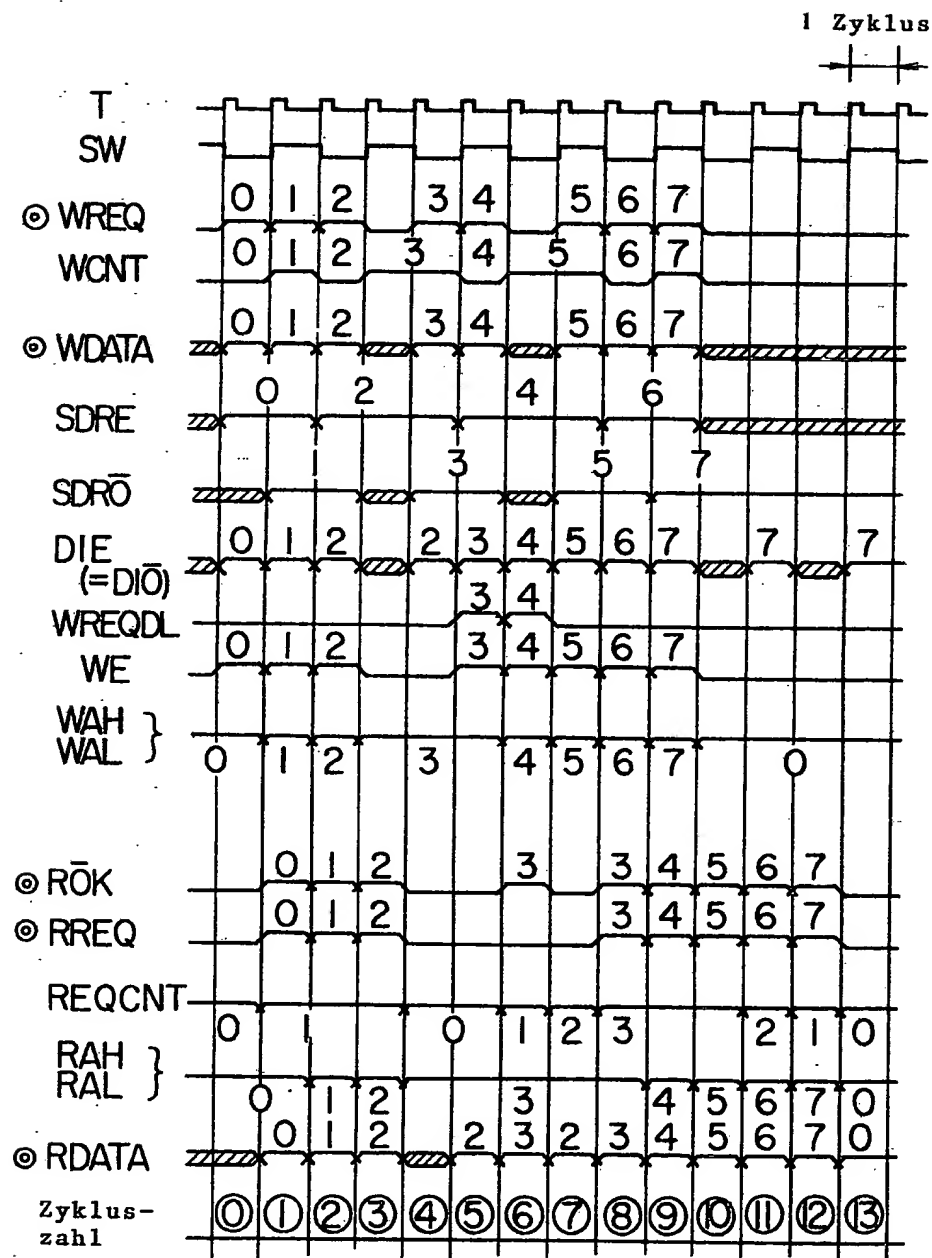 1 Zyklus
T
SW
0 1 2 3 4 5 6 7
◎ WREQ
0 1 2 3 4 5 6 7
WCNT
0 1 2 3 4 5 6 7
◎ WDATA
0 2 4 6
SDRE
1 3 5 7
SDRŌ
0 1 2 2 3 4 5 6 7 7 7
DIE
(=DIŌ)
3 4
WREQDL
0 1 2 3 4 5 6 7
WE
WAH
WAL }
0 1 2 3 4 5 6 7 0
0 1 2 3 3 4 5 6 7
◎ RŌK
0 1 2 3 4 5 6 7
◎ RREQ
REQCNT
0 1 0 1 2 3 2 1 0
RAH
RAL }
0 1 2 3 4 5 6 7 0
0 1 2 2 3 2 3 4 5 6 7 0
◎ RDATA
Zyklus-
zahl
⓪ ① ② ③ ④ ⑤ ⑥ ⑦ ⑧ ⑨ ⑩ ⑪ ⑫ ⑬